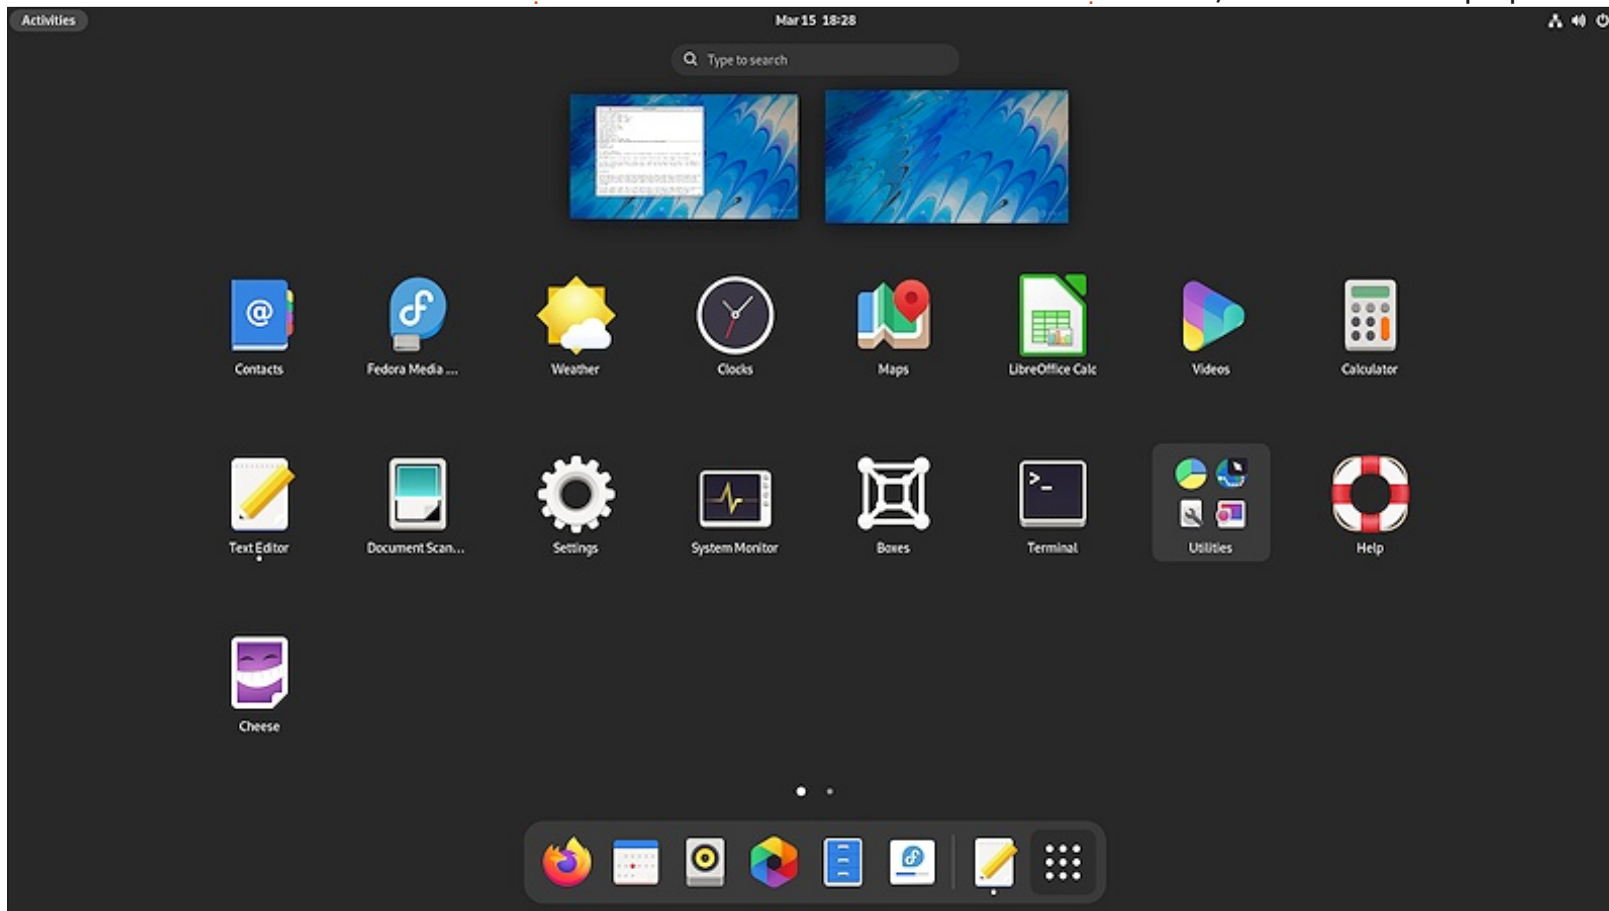 Activities
Mar 15 18:28
Type to search
Contacts
Fedora Media ...
Weather
Clocks
Maps
LibreOffice Calc
Videos
Calculator
Text Editor
Document Scan...
Settings
System Monitor
Boxes
>_
Terminal
Utilities
Help
Cheese